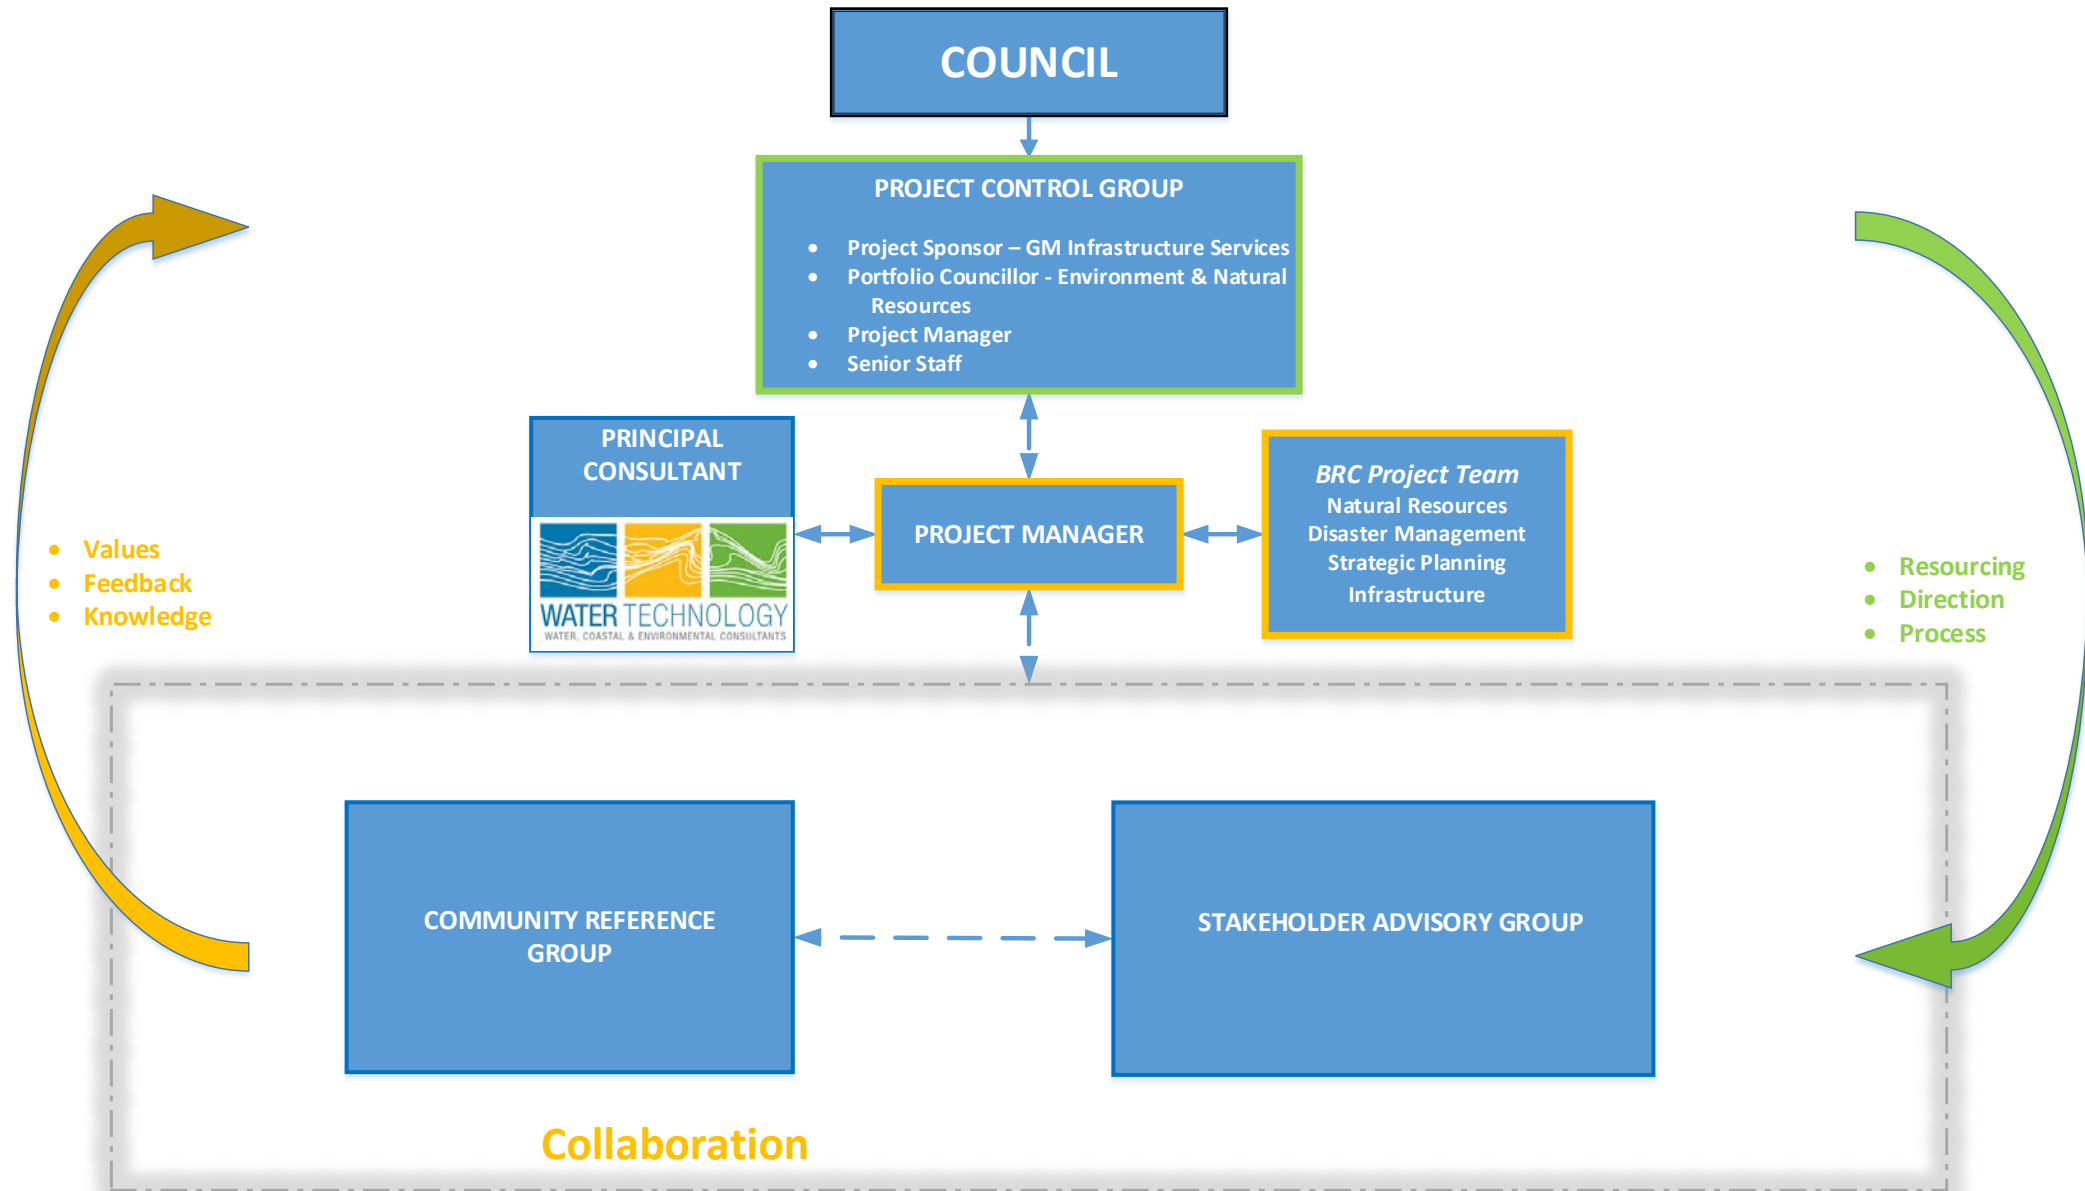 COUNCIL
PROJECT CONTROL GROUP
• Project Sponsor – GM Infrastructure Services
• Portfolio Councillor - Environment & Natural
Resources
• Project Manager
• Senior Staff
PRINCIPAL
CONSULTANT
WATER TECHNOLOGY
WATER, COASTAL & ENVIRONMENTAL CONSULTANTS
PROJECT MANAGER
BRC Project Team
Natural Resources
Disaster Management
Strategic Planning
Infrastructure
• Values
• Feedback
• Knowledge
• Resourcing
• Direction
• Process
COMMUNITY REFERENCE
GROUP
STAKEHOLDER ADVISORY GROUP
Collaboration